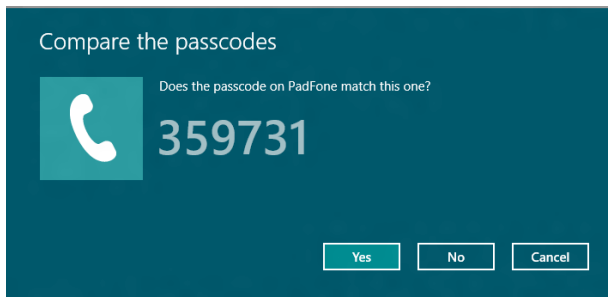 Compare the passcodes
Does the passcode on PadFone match this one?
359731
Yes No Cancel